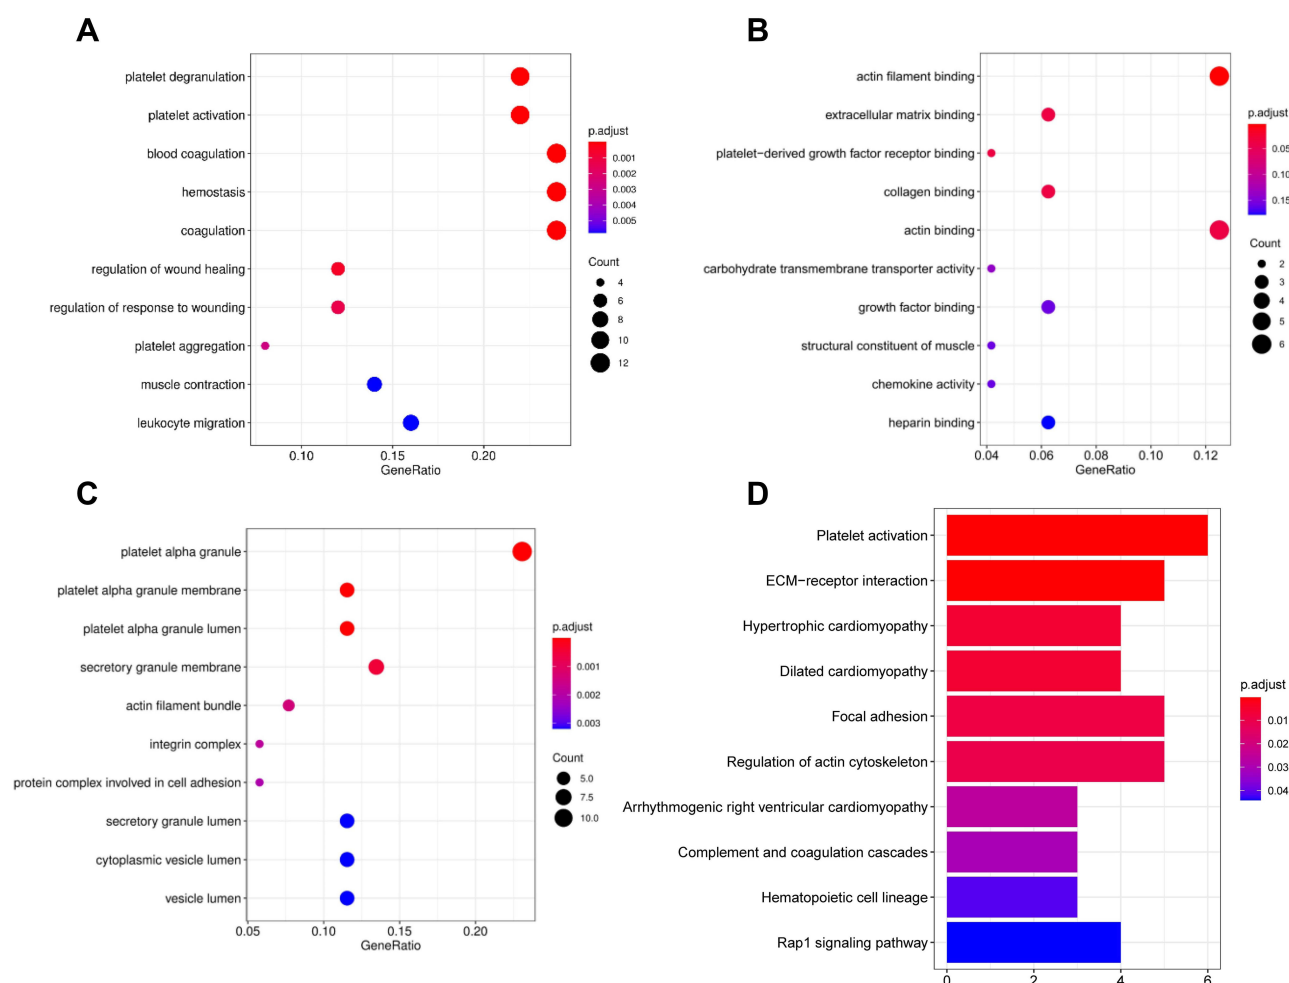 A
platelet degranulation
platelet activation
blood coagulation
hemostasis
coagulation
regulation of wound healing
regulation of response to wounding
platelet aggregation
muscle contraction
leukocyte migration
0.10 0.15 0.20
GeneRatio
p.adjust
0.001
0.002
0.003
0.004
0.005
Count
4
6
8
10
12
B
actin filament binding
extracellular matrix binding
platelet−derived growth factor receptor binding
collagen binding
actin binding
carbohydrate transmembrane transporter activity
growth factor binding
structural constituent of muscle
chemokine activity
heparin binding
0.04 0.06 0.08 0.10 0.12
GeneRatio
p.adjust
0.05
0.10
0.15
Count
2
3
4
5
6
C
platelet alpha granule
platelet alpha granule membrane
platelet alpha granule lumen
secretory granule membrane
actin filament bundle
integrin complex
protein complex involved in cell adhesion
secretory granule lumen
cytoplasmic vesicle lumen
vesicle lumen
0.05 0.10 0.15 0.20
GeneRatio
p.adjust
0.001
0.002
0.003
Count
5.0
7.5
10.0
D
Platelet activation
ECM−receptor interaction
Hypertrophic cardiomyopathy
Dilated cardiomyopathy
Focal adhesion
Regulation of actin cytoskeleton
Arrhythmogenic right ventricular cardiomyopathy
Complement and coagulation cascades
Hematopoietic cell lineage
Rap1 signaling pathway
0 2 4 6
p.adjust
0.01
0.02
0.03
0.04